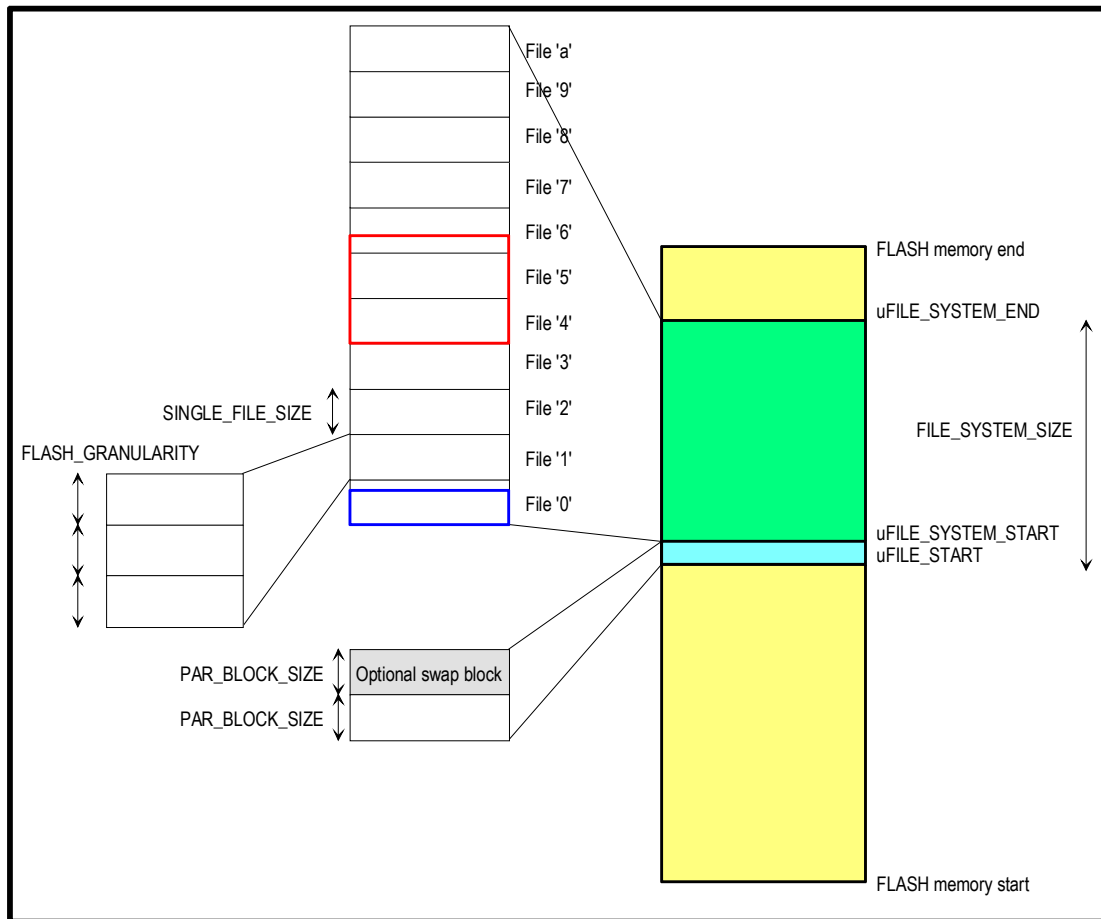 File 'a'
File '9'
File '8'
File '7'
File '6'
File '5'
File '4'
File '3'
File '2'
File '1'
File '0'
SINGLE_FILE_SIZE
FLASH_GRANULARITY
PAR_BLOCK_SIZE
Optional swap block
PAR_BLOCK_SIZE
FLASH memory end
uFILE_SYSTEM_END
FILE_SYSTEM_SIZE
uFILE_SYSTEM_START
uFILE_START
FLASH memory start